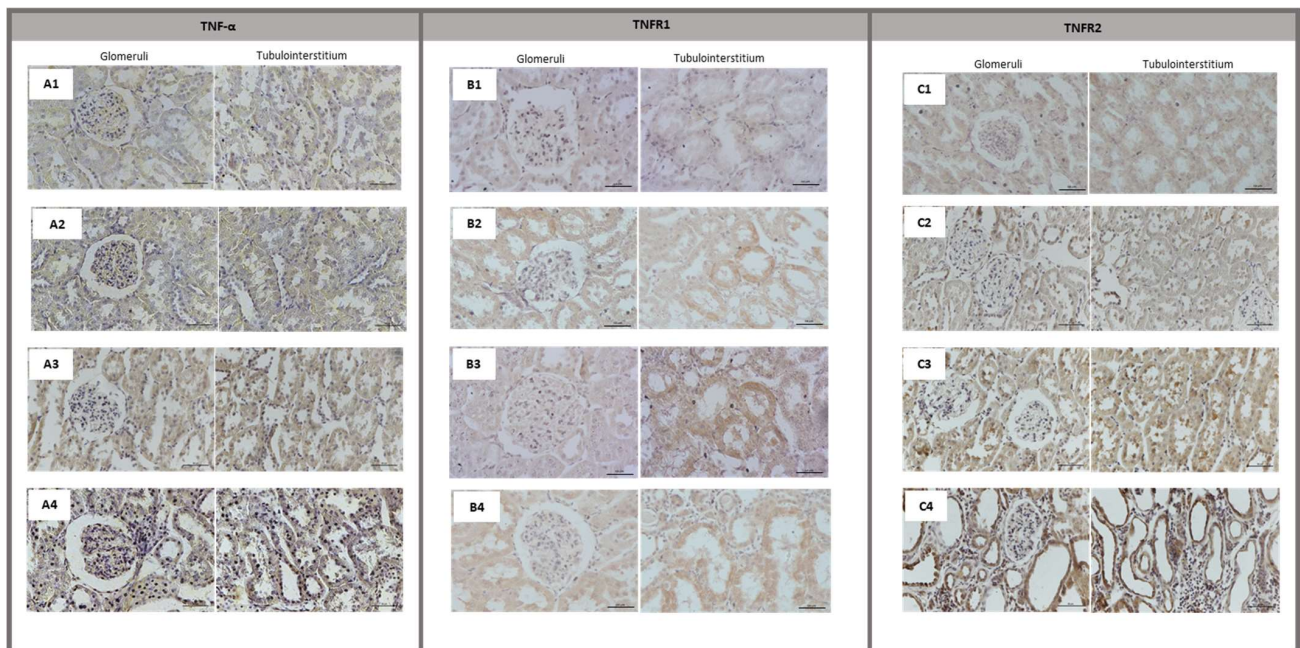 TNF-α
TNFR1
TNFR2
Glomeruli
Tubulointerstitium
Glomeruli
Tubulointerstitium
Glomeruli
Tubulointerstitium
A1
B1
C1
A2
B2
C2
A3
B3
C3
A4
B4
C4